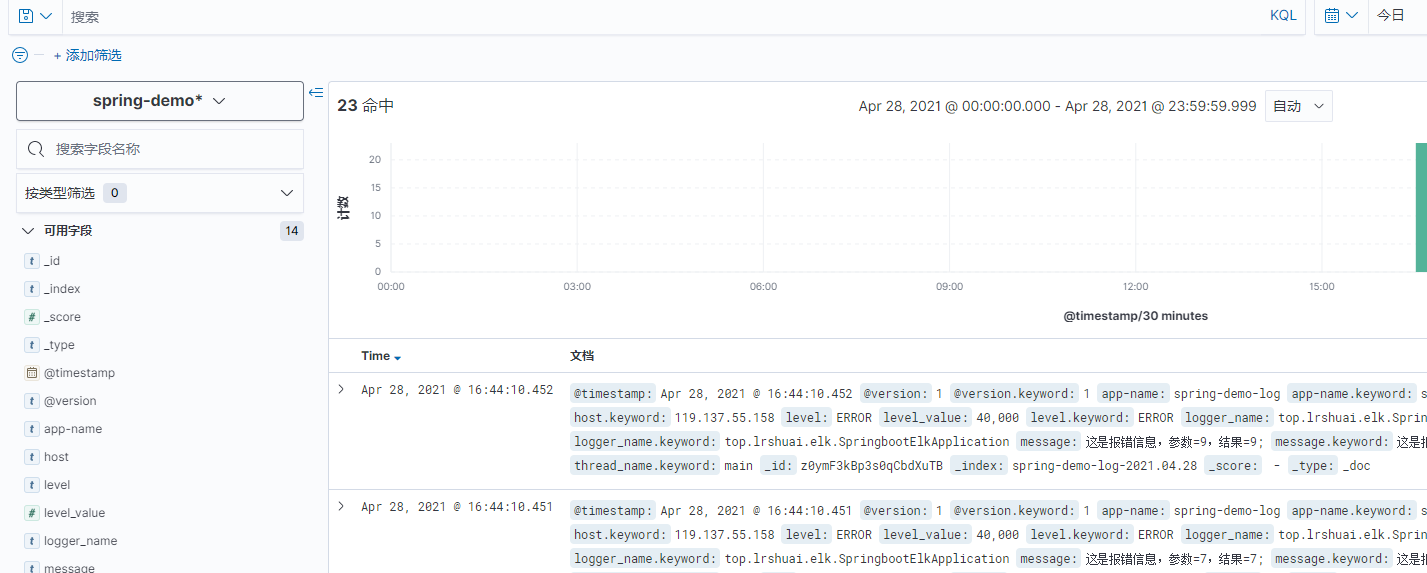 搜索 KQL 今日
+ 添加筛选
spring-demo*
23 命中 Apr 28, 2021 @ 00:00:00.000 - Apr 28, 2021 @ 23:59:59.999 自动
搜索字段名称
按类型筛选 0
可用字段 14
t _id
t _index
# _score
t _type
@timestamp
t @version
t app-name
t host
t level
# level_value
t logger_name
t message
计数
20
15
10
5
0
00:00 03:00 06:00 09:00 12:00 15:00
@timestamp/30 minutes
Time 文档
Apr 28, 2021 @ 16:44:10.452 @timestamp: Apr 28, 2021 @ 16:44:10.452 @version: 1 @version.keyword: 1 app-name: spring-demo-log app-name.keyword: s
host.keyword: 119.137.55.158 level: ERROR level_value: 40,000 level.keyword: ERROR logger_name: top.lrshuai.elk.Spri
logger_name.keyword: top.lrshuai.elk.SpringbootElkApplication message: 这是报错信息，参数=9，结果=9; message.keyword: 这是
thread_name.keyword: main _id: z0ymF3kBp3s0qCbdXuTB _index: spring-demo-log-2021.04.28 _score: - _type: _doc
Apr 28, 2021 @ 16:44:10.451 @timestamp: Apr 28, 2021 @ 16:44:10.451 @version: 1 @version.keyword: 1 app-name: spring-demo-log app-name.keyword: s
host.keyword: 119.137.55.158 level: ERROR level_value: 40,000 level.keyword: ERROR logger_name: top.lrshuai.elk.Spri
logger_name.keyword: top.lrshuai.elk.SpringbootElkApplication message: 这是报错信息，参数=7，结果=7; message.keyword: 这是